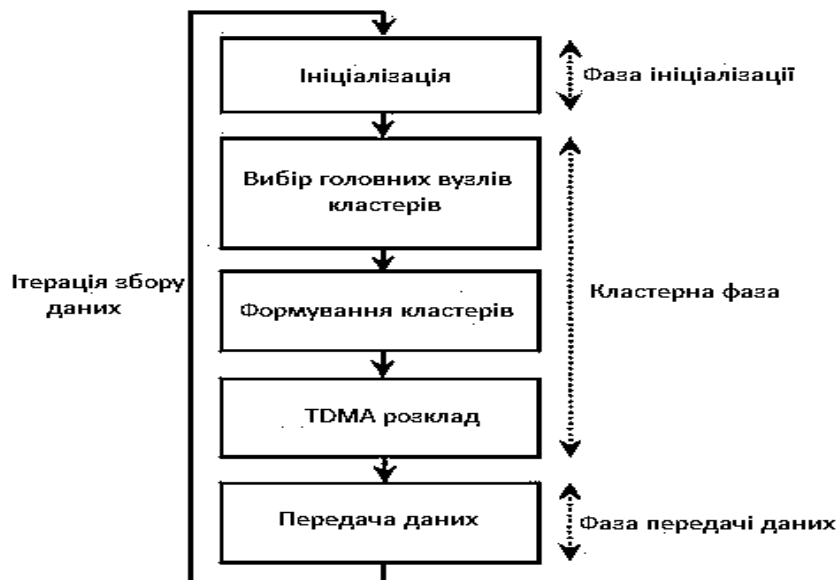 Ініціалізація
Фаза ініціалізації
Вибір головних вузлів
кластерів
Ітерація збору
даних
Формування кластерів
Кластерна фаза
TDMA розклад
Передача даних
Фаза передачі даних